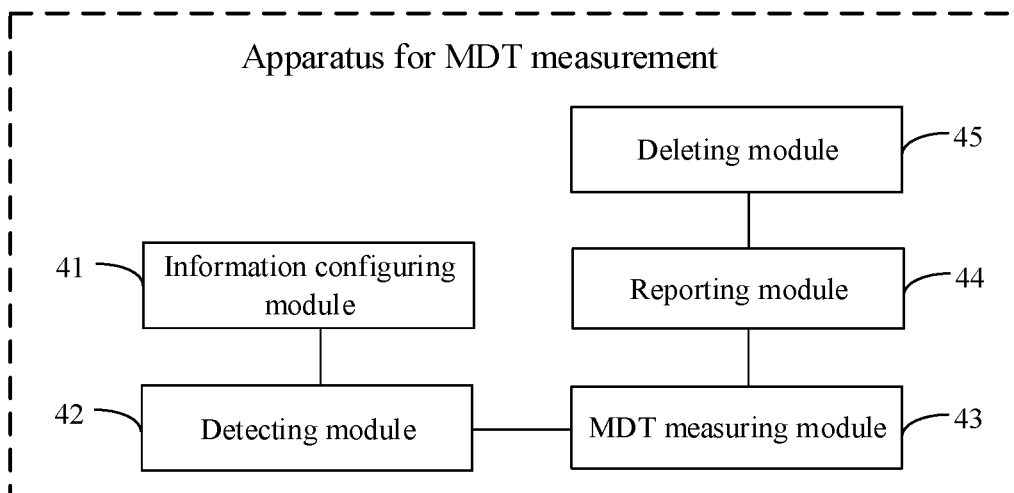 Apparatus for MDT measurement
Deleting module
45
41
Information configuring
module
Reporting module
44
42
Detecting module
MDT measuring module
43